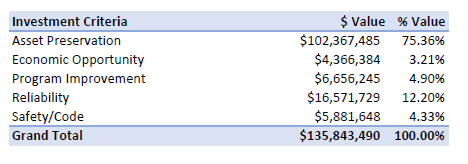 Investment Criteria $ Value % Value
Asset Preservation $102,367,485 75.36%
Economic Opportunity $4,366,384 3.21%
Program Improvement $6,656,245 4.90%
Reliability $16,571,729 12.20%
Safety/Code $5,881,648 4.33%
Grand Total $135,843,490 100.00%